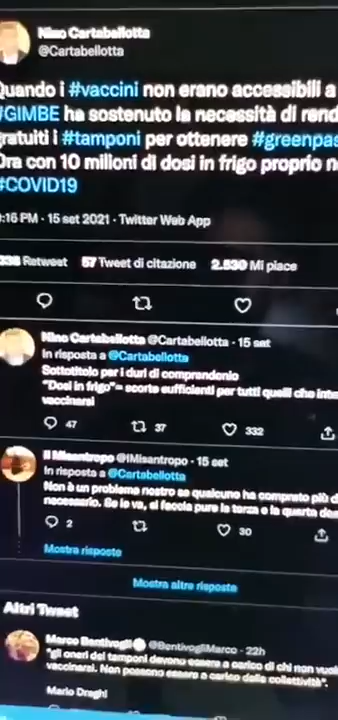 Nino Cartabellotta
@Cartabellotta
Quando i #vaccini non erano accessibili a
#GIMBE ha sostenuto la necessità di rend
gratuiti i #tamponi per ottenere #greenpas
Ora con 10 milioni di dosi in frigo proprio n
#COVID19
:16 PM · 15 set 2021 · Twitter Web App
338 Retweet 57 Tweet di citazione 2.530 Mi piace
Nino Cartabellotta @Cartabellotta · 15 set
In risposta a @Cartabellotta
Sottotitolo per i duri di comprendonio
"Dosi in frigo"= scorte sufficienti per tutti quelli che inte
vaccinarsi
47 37 332
Il Misantropo @IMisantropo · 15 set
In risposta a @Cartabellotta
Non è un problema nostro se qualcuno ha comprato più d
necessario. Se le va, si faccia pure la terza e la quarta dos
2 30
Mostra risposte
Mostra altre risposte
Altri Tweet
Marco Bentivogli @BentivogliMarco · 22h
"gli oneri dei tamponi devono essere a carico di chi non vuol
vaccinarsi. Non possono essere a carico della collettività".
Mario Draghi